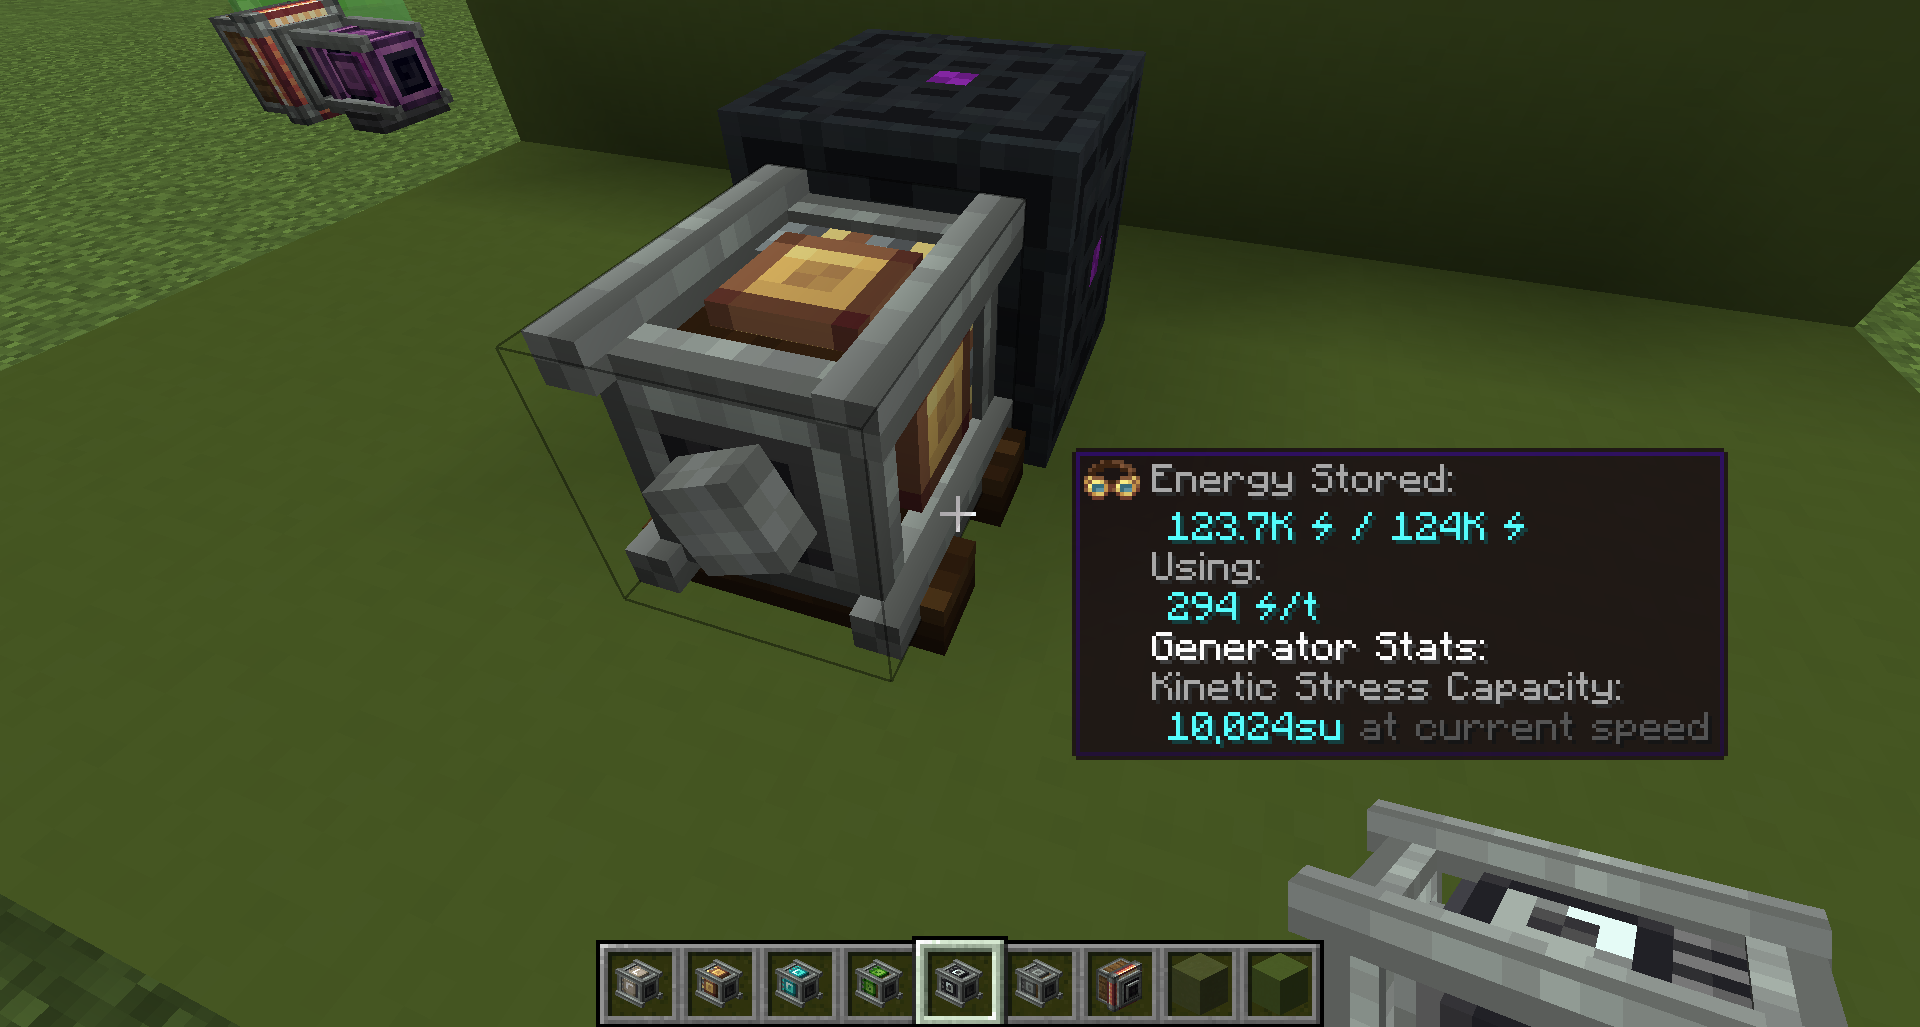 Energy Stored:
123.7K ⚡ / 124K ⚡
Using:
294 ⚡/t
Generator Stats:
Kinetic Stress Capacity:
10,024su at current speed